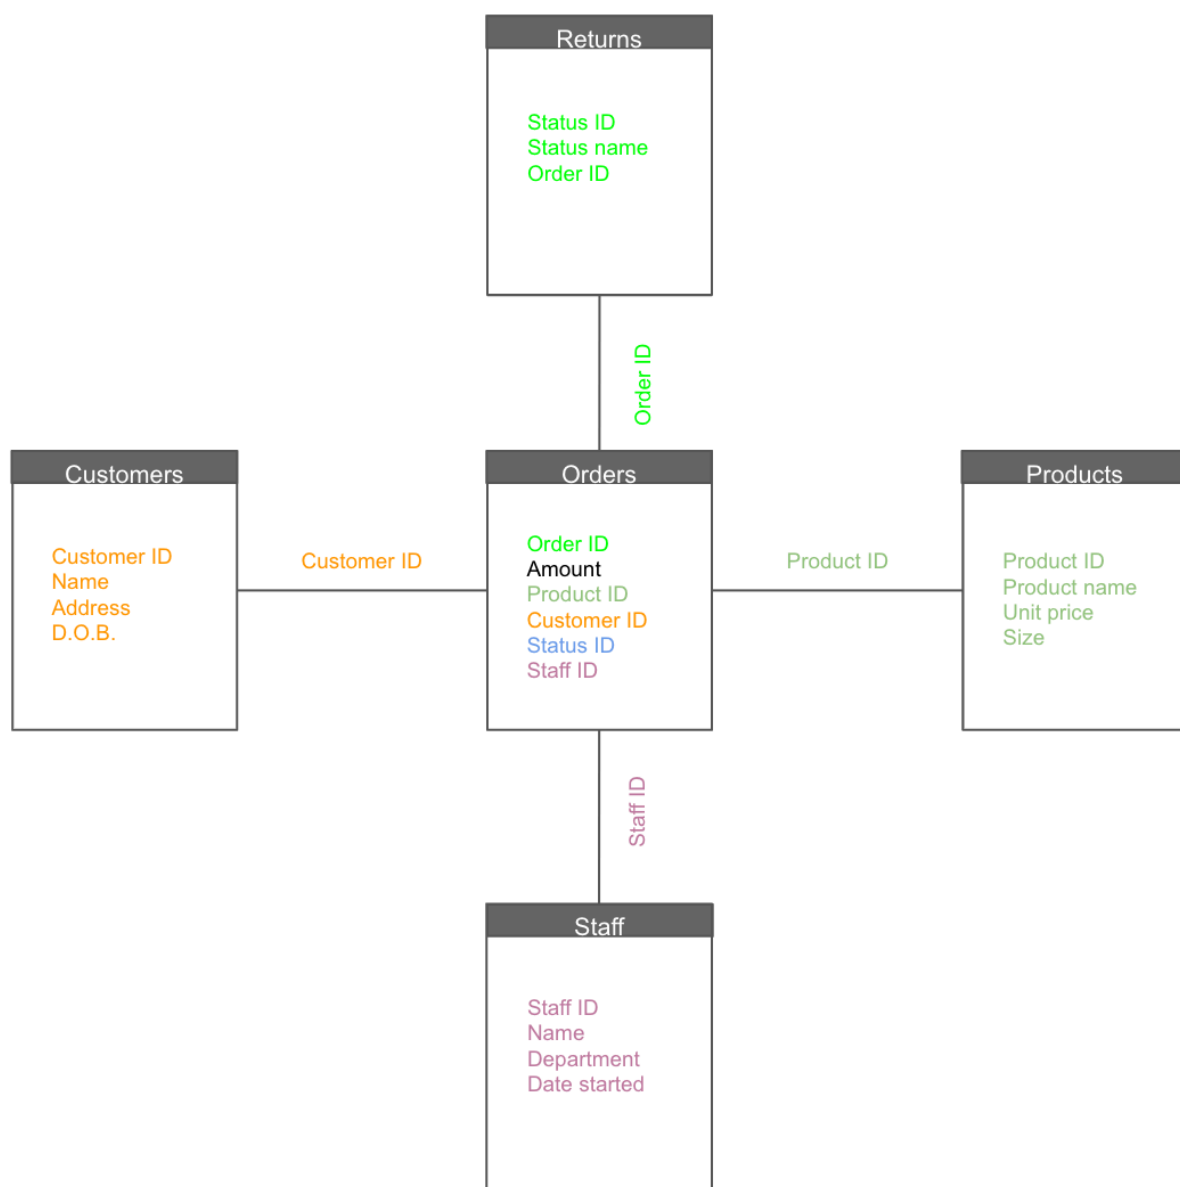 Returns
Status ID
Status name
Order ID
Order ID
Customers
Customer ID
Name
Address
D.O.B.
Customer ID
Orders
Order ID
Amount
Product ID
Customer ID
Status ID
Staff ID
Product ID
Products
Product ID
Product name
Unit price
Size
Staff ID
Staff
Staff ID
Name
Department
Date started